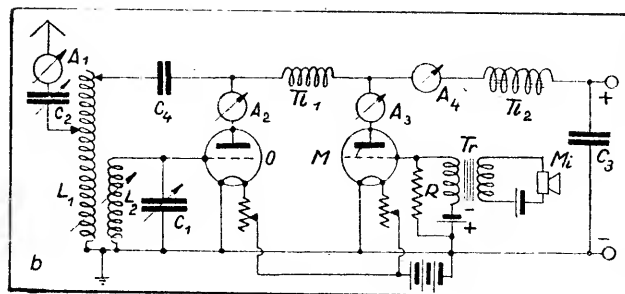 A₁
C₂
L₁
L₂
C₁
C₄
A₂
O
Tl₁
A₃
M
A₄
Tl₂
Tr
R
-
+
Mi
C₃
+
-
b